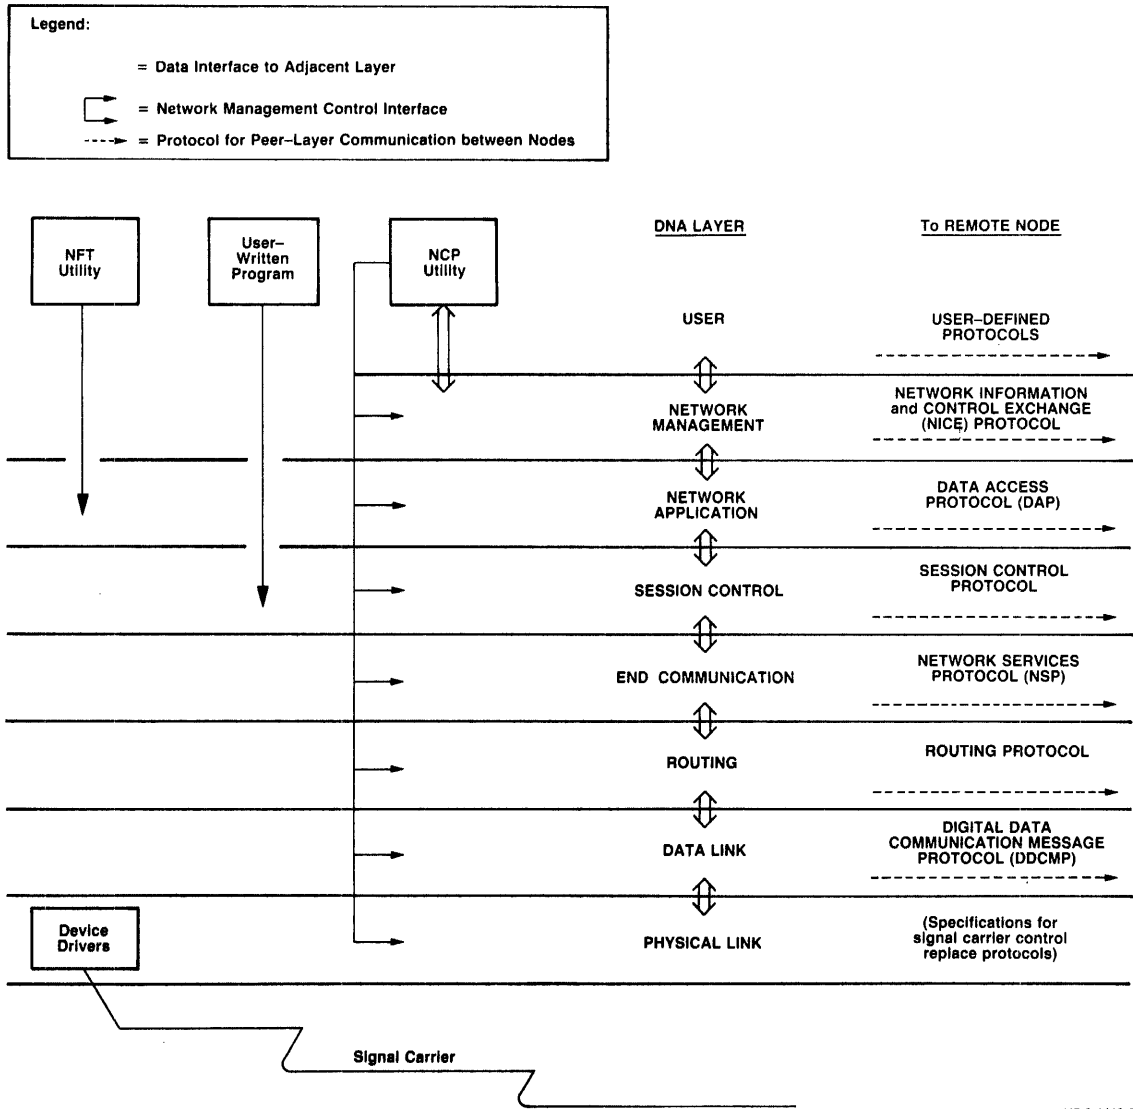 Legend:
= Data Interface to Adjacent Layer
= Network Management Control Interface
= Protocol for Peer–Layer Communication between Nodes
NFT
Utility
User–
Written
Program
NCP
Utility
DNA LAYER
To REMOTE NODE
USER
USER–DEFINED
PROTOCOLS
NETWORK
MANAGEMENT
NETWORK INFORMATION
and CONTROL EXCHANGE
(NICE) PROTOCOL
NETWORK
APPLICATION
DATA ACCESS
PROTOCOL (DAP)
SESSION CONTROL
SESSION CONTROL
PROTOCOL
END COMMUNICATION
NETWORK SERVICES
PROTOCOL (NSP)
ROUTING
ROUTING PROTOCOL
DATA LINK
DIGITAL DATA
COMMUNICATION MESSAGE
PROTOCOL (DDCMP)
Device
Drivers
PHYSICAL LINK
(Specifications for
signal carrier control
replace protocols)
Signal Carrier